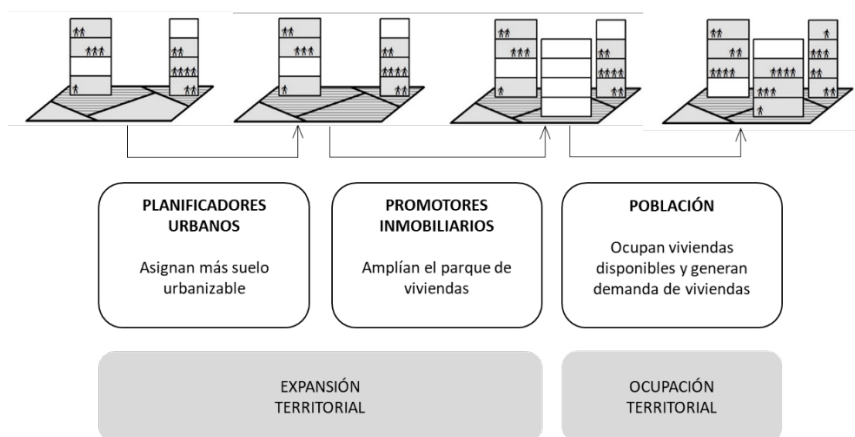 PLANIFICADORES
URBANOS
Asignan más suelo
urbanizable
PROMOTORES
INMOBILIARIOS
Amplían el parque de
viviendas
POBLACIÓN
Ocupan viviendas
disponibles y generan
demanda de viviendas
EXPANSIÓN
TERRITORIAL
OCUPACIÓN
TERRITORIAL